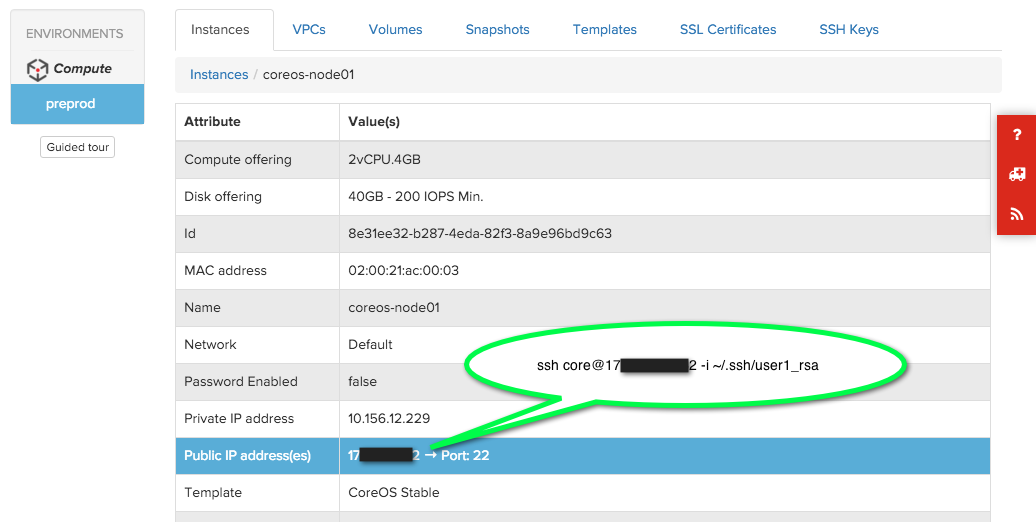 ENVIRONMENTS
Compute
preprod
Guided tour
Instances VPCs Volumes Snapshots Templates SSL Certificates SSH Keys
Instances / coreos-node01
Attribute Value(s)
Compute offering 2vCPU.4GB
Disk offering 40GB - 200 IOPS Min.
Id 8e31ee32-b287-4eda-82f3-8a9e96bd9c63
MAC address 02:00:21:ac:00:03
Name coreos-node01
Network Default
ssh core@17 2 -i ~/.ssh/user1_rsa
Password Enabled false
Private IP address 10.156.12.229
Public IP address(es) 17 2 → Port: 22
Template CoreOS Stable
?